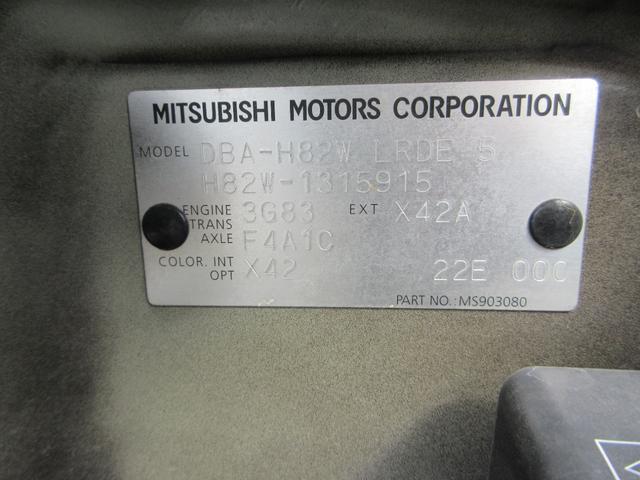 MITSUBISHI MOTORS CORPORATION
MODEL DBA-H82W LRDE 5
H82W-1315915
ENGINE 3G83 EXT X42A
TRANS
AXLE F4A1C
COLOR. INT X42 22E 00C
OPT
PART NO.:MS903080